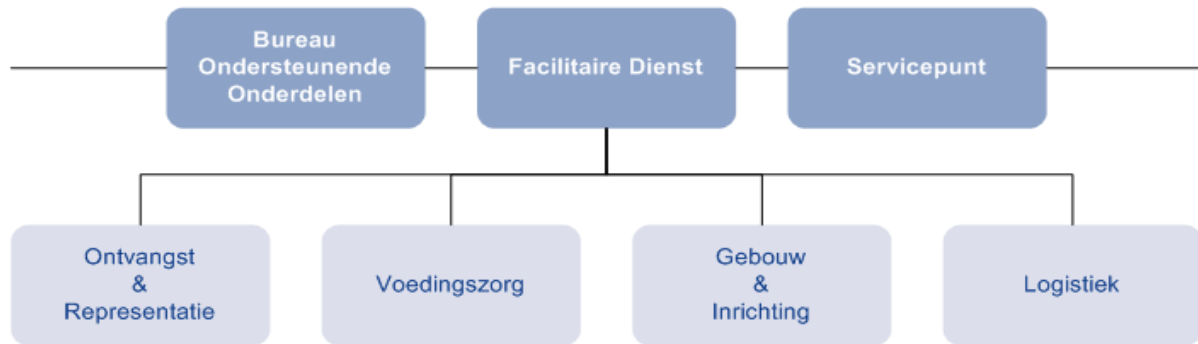 Bureau
Ondersteunende
Onderdelen
Facilitaire Dienst
Servicepunt
Ontvangst
&
Representatie
Voedingszorg
Gebouw
&
Inrichting
Logistiek